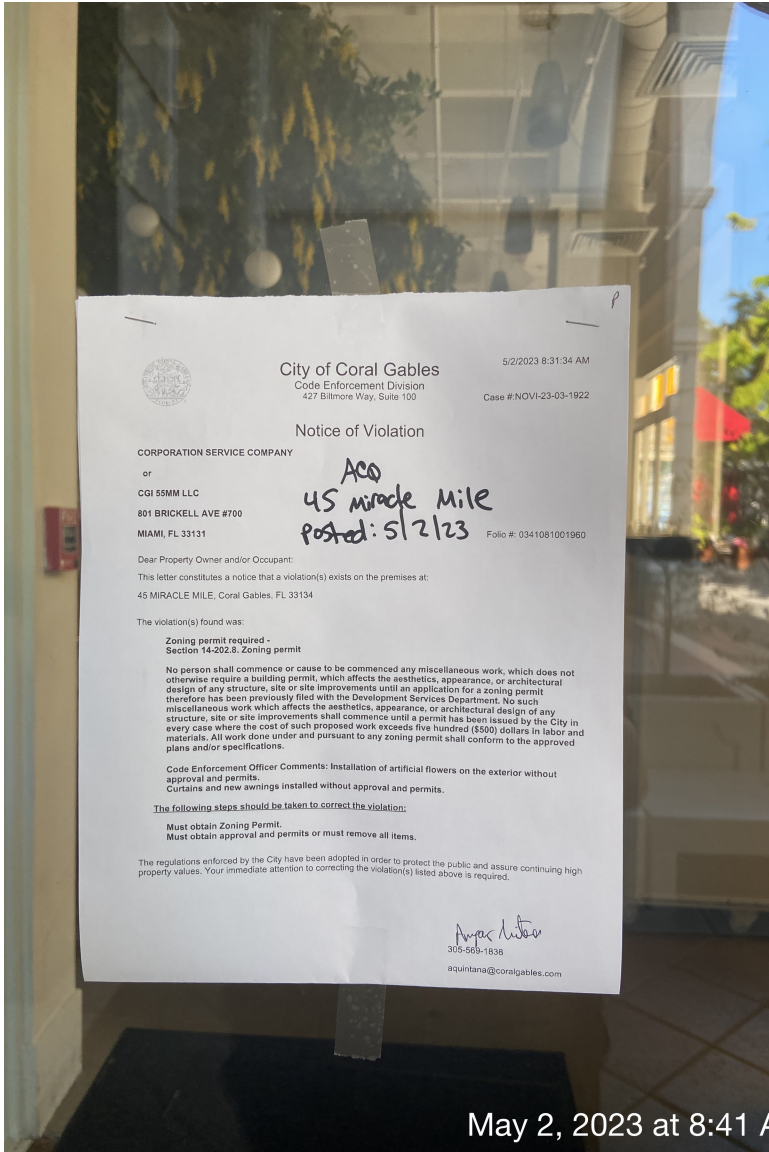 P
5/2/2023 8:31:34 AM
City of Coral Gables
Code Enforcement Division
427 Biltmore Way, Suite 100
Case #:NOVI-23-03-1922
Notice of Violation
CORPORATION SERVICE COMPANY
or
CGI 55MM LLC
801 BRICKELL AVE #700
MIAMI, FL 33131
ACQ
45 Miracle Mile
Posted: 5/2/23
Folio #: 0341081001960
Dear Property Owner and/or Occupant:
This letter constitutes a notice that a violation(s) exists on the premises at:
45 MIRACLE MILE, Coral Gables, FL 33134
The violation(s) found was:
Zoning permit required -
Section 14-202.8. Zoning permit
No person shall commence or cause to be commenced any miscellaneous work, which does not
otherwise require a building permit, which affects the aesthetics, appearance, or architectural
design of any structure, site or site improvements until an application for a zoning permit
therefore has been previously filed with the Development Services Department. No such
miscellaneous work which affects the aesthetics, appearance, or architectural design of any
structure, site or site improvements shall commence until a permit has been issued by the City in
every case where the cost of such proposed work exceeds five hundred ($500) dollars in labor and
materials. All work done under and pursuant to any zoning permit shall conform to the approved
plans and/or specifications.
Code Enforcement Officer Comments: Installation of artificial flowers on the exterior without
approval and permits.
Curtains and new awnings installed without approval and permits.
The following steps should be taken to correct the violation:
Must obtain Zoning Permit.
Must obtain approval and permits or must remove all items.
The regulations enforced by the City have been adopted in order to protect the public and assure continuing high
property values. Your immediate attention to correcting the violation(s) listed above is required.
305-569-1838
aquintana@coralgables.com
May 2, 2023 at 8:41 A